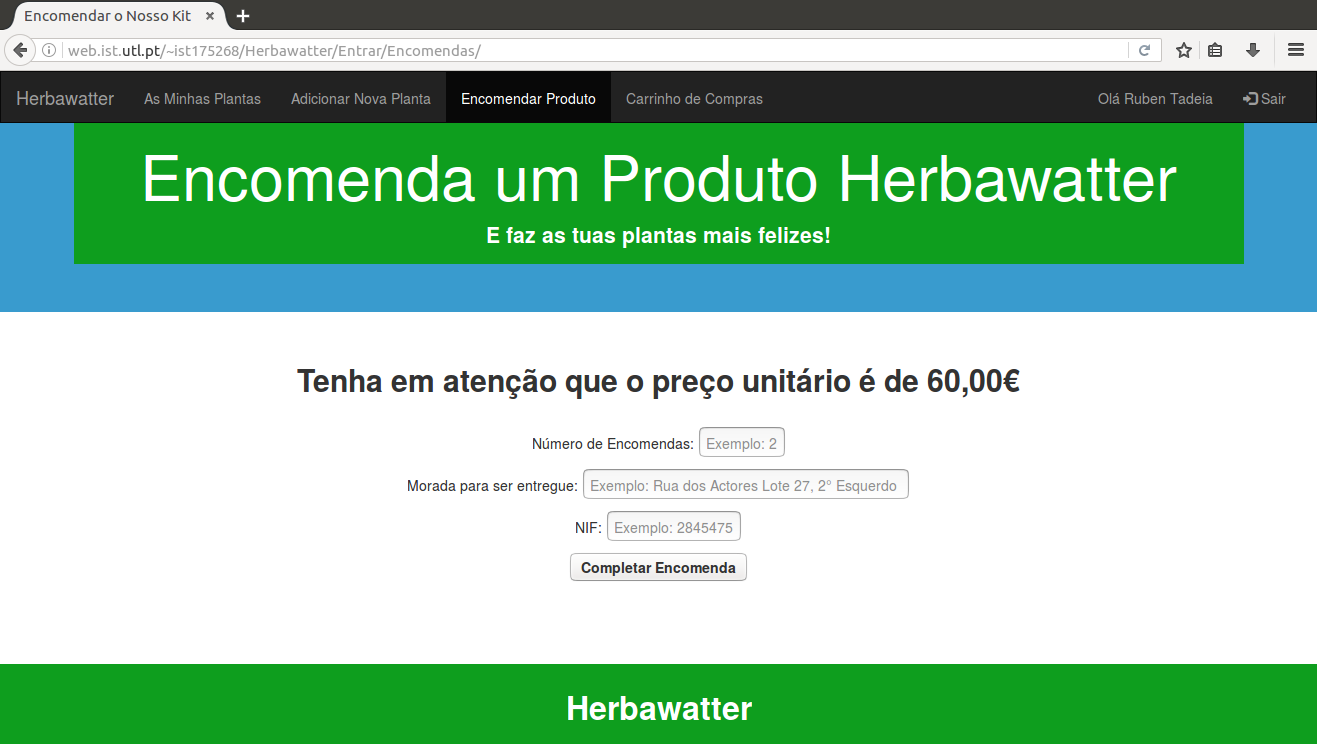 Encomendar o Nosso Kit
web.ist.utl.pt/~ist175268/Herbawatter/Entrar/Encomendas/
Herbawatter As Minhas Plantas Adicionar Nova Planta Encomendar Produto Carrinho de Compras Olá Ruben Tadeia Sair
Encomenda um Produto Herbawatter
E faz as tuas plantas mais felizes!
Tenha em atenção que o preço unitário é de 60,00€
Número de Encomendas: Exemplo: 2
Morada para ser entregue: Exemplo: Rua dos Actores Lote 27, 2° Esquerdo
NIF: Exemplo: 2845475
Completar Encomenda
Herbawatter